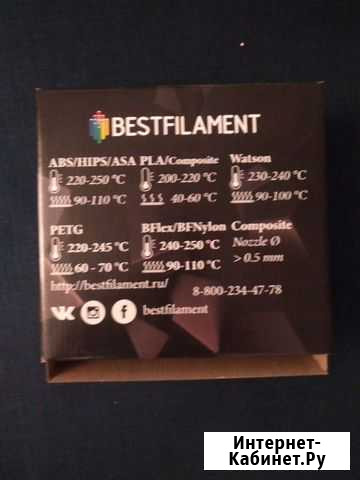 BESTFILAMENT
ABS/HIPS/ASA PLA/Composite Watson
220-250 °C 200-220 °C 230-240 °C
90-110 °C 40-60 °C 90-100 °C
PETG BFlex/BFNylon Composite
220-245 °C 240-250 °C Nozzle Ø
60 - 70 °C 90-110 °C > 0.5 mm
http://bestfilament.ru/ 8-800-234-47-78
bestfilament
Интернет-
Кабинет.Ру